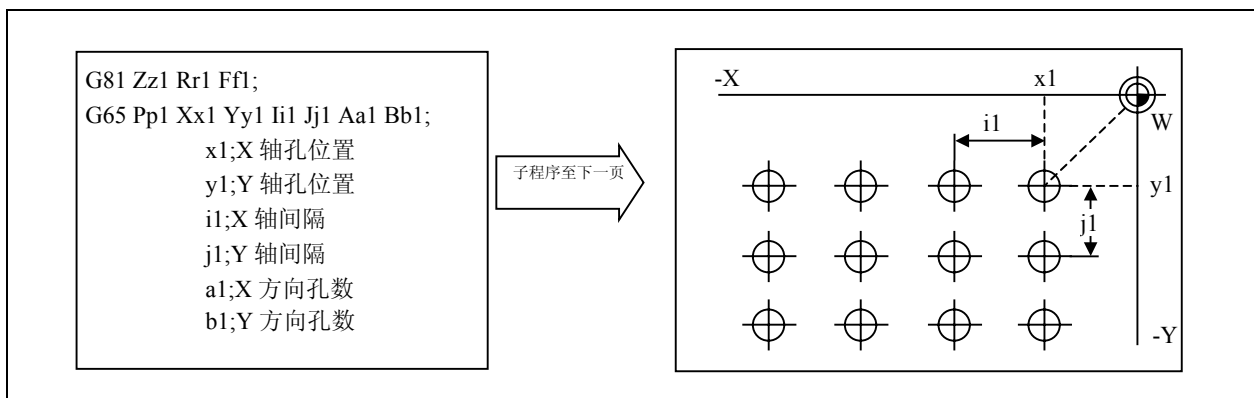 G81 Zz1 Rr1 Ff1;
G65 Pp1 Xx1 Yy1 Ii1 Jj1 Aa1 Bb1;
x1;X 轴孔位置
y1;Y 轴孔位置
i1;X 轴间隔
j1;Y 轴间隔
a1;X 方向孔数
b1;Y 方向孔数
子程序至下一页
-X
x1
W
i1
y1
j1
-Y